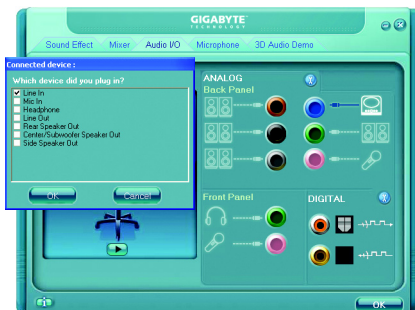 GIGABYTE
TECHNOLOGY
Sound Effect Mixer Audio I/O Microphone 3D Audio Demo
Connected device :
Which device did you plug in?
Line In
Mic In
Headphone
Line Out
Rear Speaker Out
Center/Subwoofer Speaker Out
Side Speaker Out
OK Cancel
ANALOG
Back Panel
Front Panel
DIGITAL
OK